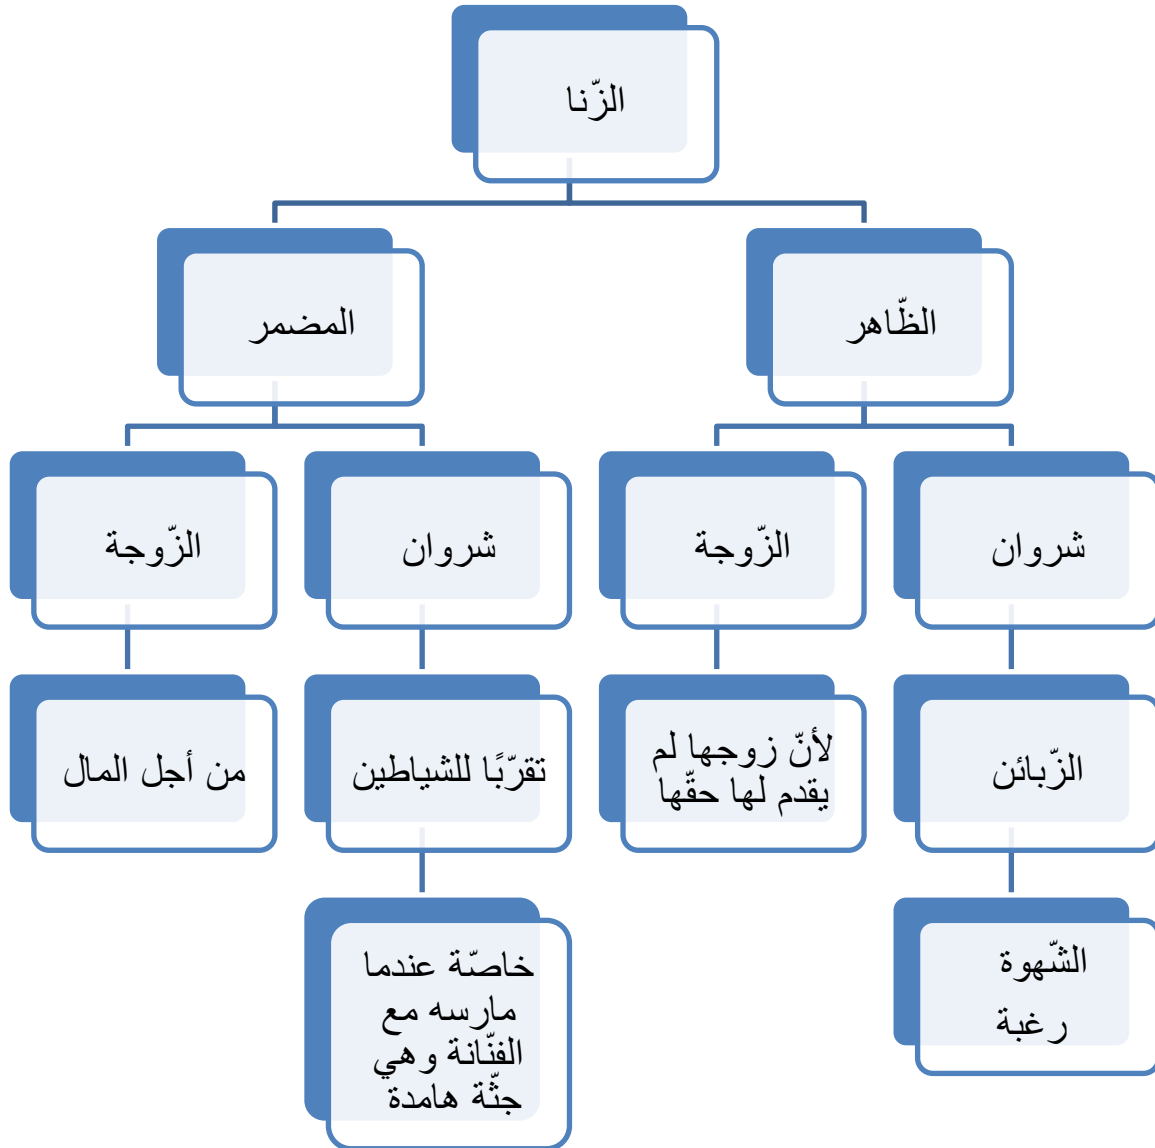 الزّنا
الظّاهر
المضمر
شروان
الزّوجة
شروان
الزّوجة
الزّبائن
لأنّ زوجها لم
يقدم لها حقّها
تقرّبًا للشياطين
من أجل المال
الشّهوة
رغبة
خاصّة عندما
مارسه مع
الفنّانة وهي
جثّة هامدة